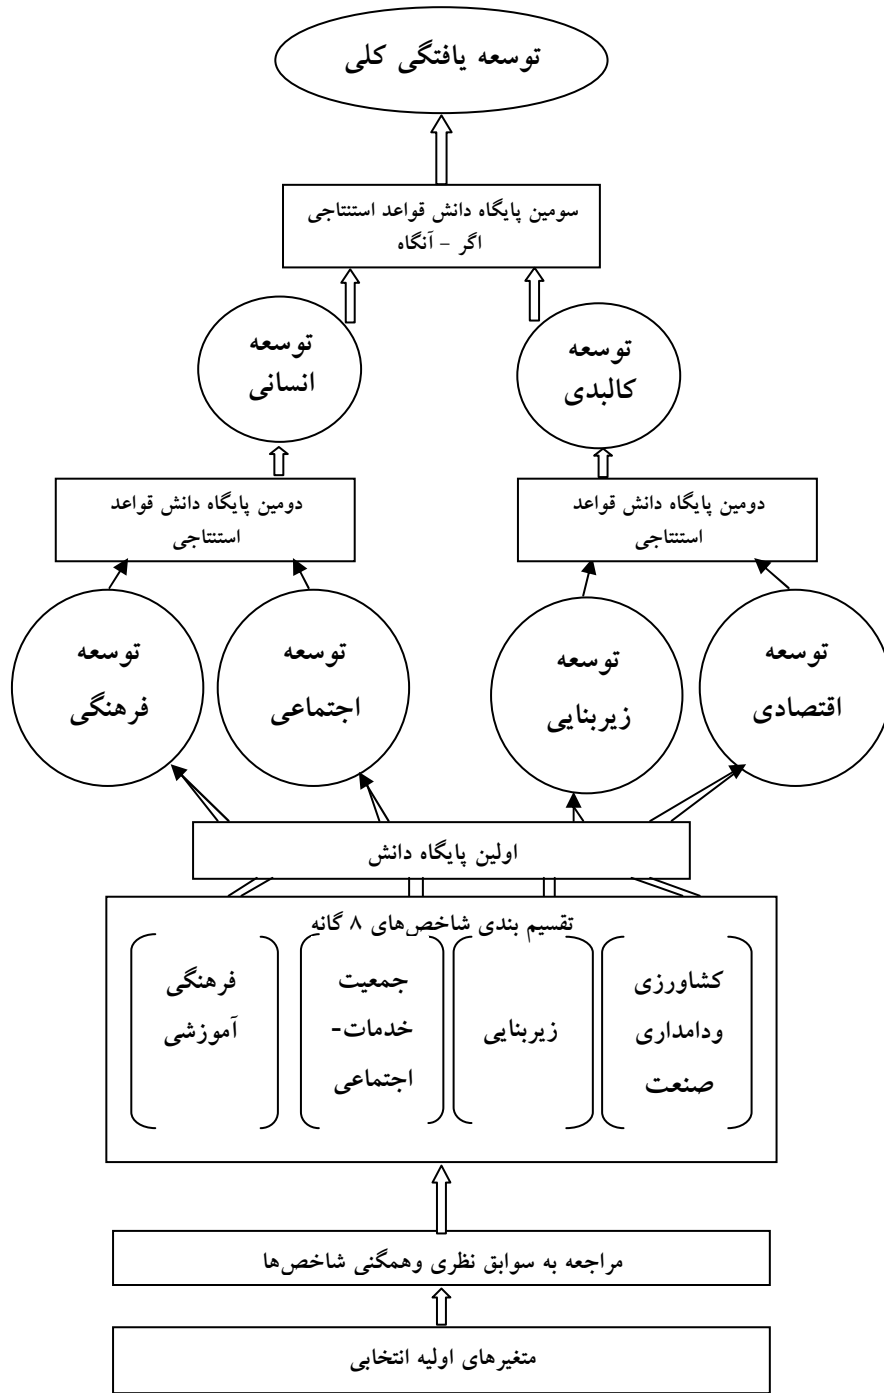 توسعه یافتگی کلی
سومین پایگاه دانش قواعد استنتاجی
اگر – آنگاه
توسعه
کالبدی
توسعه
انسانی
دومین پایگاه دانش قواعد
استنتاجی
دومین پایگاه دانش قواعد
استنتاجی
توسعه
اقتصادی
توسعه
زیربنایی
توسعه
اجتماعی
توسعه
فرهنگی
اولین پایگاه دانش
تقسیم بندی شاخص‌های ۸ گانه
کشاورزی
ودامداری
صنعت
زیربنایی
جمعیت
خدمات-
اجتماعی
فرهنگی
آموزشی
مراجعه به سوابق نظری وهمگنی شاخص‌ها
متغیرهای اولیه انتخابی